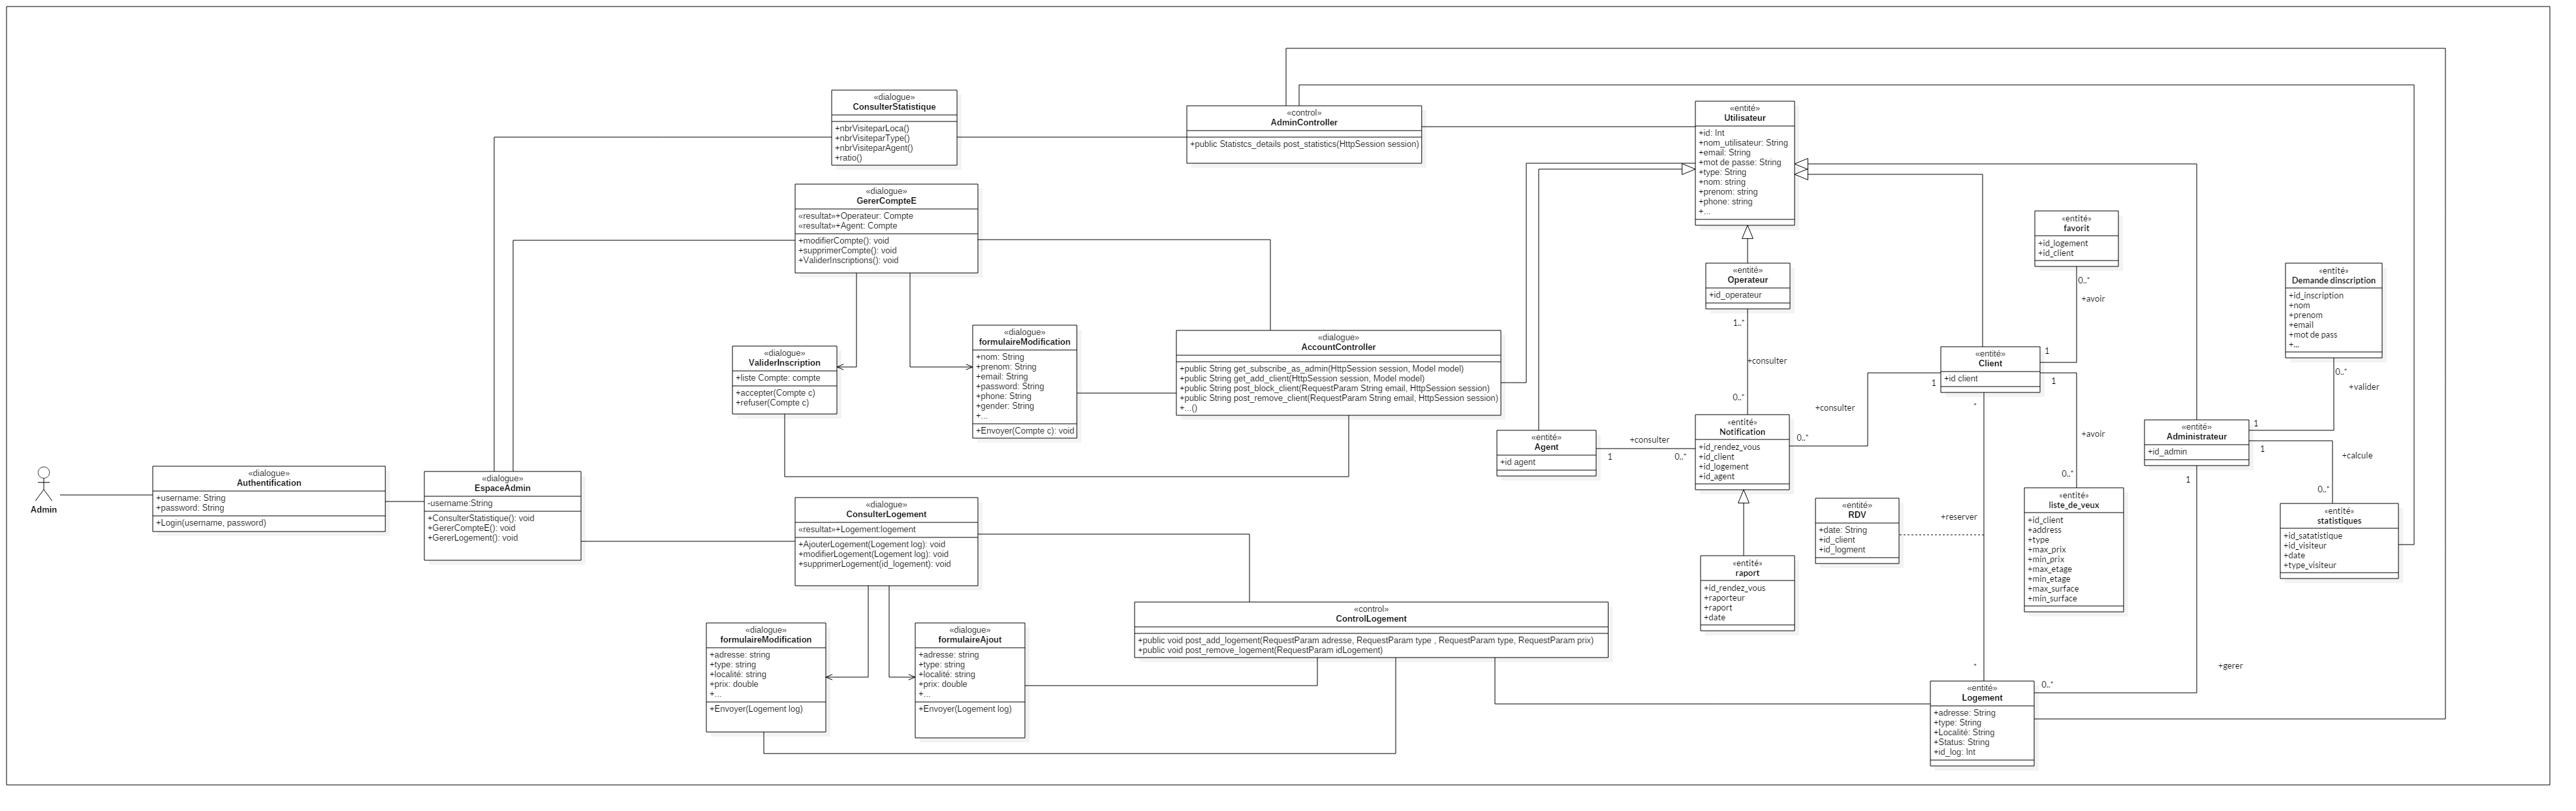 Admin
«dialogue»
Authentification
+username: String
+password: String
+Login(username, password)
«dialogue»
EspaceAdmin
-username:String
+ConsulterStatistique(): void
+GererCompteE(): void
+GererLogement(): void
«dialogue»
ConsulterStatistique
+nbrVisiteparLoca()
+nbrVisiteparType()
+nbrVisiteparAgent()
+ratio()
«dialogue»
GererCompteE
«resultat»+Operateur: Compte
«resultat»+Agent: Compte
+modifierCompte(): void
+supprimerCompte(): void
+ValiderInscriptions(): void
«dialogue»
ValiderInscription
+liste Compte: compte
+accepter(Compte c)
+refuser(Compte c)
«dialogue»
formulaireModification
+nom: String
+prenom: String
+email: String
+password: String
+phone: String
+gender: String
+...
+Envoyer(Compte c): void
«dialogue»
ConsulterLogement
«resultat»+Logement:logement
+AjouterLogement(Logement log): void
+modifierLogement(Logement log): void
+supprimerLogement(id_logement): void
«dialogue»
formulaireModification
+adresse: string
+type: string
+localité: string
+prix: double
+...
+Envoyer(Logement log)
«dialogue»
formulaireAjout
+adresse: string
+type: string
+localité: string
+prix: double
+...
+Envoyer(Logement log)
«control»
AdminController
+public Statistcs_details post_statistics(HttpSession session)
«dialogue»
AccountController
+public String get_subscribe_as_admin(HttpSession session, Model model)
+public String get_add_client(HttpSession session, Model model)
+public String post_block_client(RequestParam String email, HttpSession session)
+public String post_remove_client(RequestParam String email, HttpSession session)
+...()
«control»
ControlLogement
+public void post_add_logement(RequestParam adresse, RequestParam type , RequestParam type, RequestParam prix)
+public void post_remove_logement(RequestParam idLogement)
«entité»
Utilisateur
+id: Int
+nom_utilisateur: String
+email: String
+mot de passe: String
+type: String
+nom: string
+prenom: string
+phone: string
+...
«entité»
Operateur
+id_operateur
1..*
+consulter
0..*
«entité»
Agent
+id agent
+consulter
1
0..*
«entité»
Notification
+id_rendez_vous
+id_client
+id_logement
+id_agent
«entité»
raport
+id_rendez_vous
+raporteur
+raport
+date
+consulter
0..*
1
«entité»
RDV
+date: String
+id_client
+id_logment
«entité»
Client
+id client
*
+reserver
*
«entité»
favorit
+id_logement
+id_client
0..*
+avoir
1
1
+avoir
0..*
«entité»
liste_de_veux
+id_client
+address
+type
+max_prix
+min_prix
+max_etage
+min_etage
+max_surface
+min_surface
«entité»
Demande dinscription
+id_inscription
+nom
+prenom
+email
+mot de pass
+...
0..*
+valider
1
«entité»
Administrateur
+id_admin
1
+calcule
0..*
1
+gerer
0..*
«entité»
statistiques
+id_satatistique
+id_visiteur
+date
+type_visiteur
«entité»
Logement
+adresse: String
+type: String
+Localité: String
+Status: String
+id_log: Int